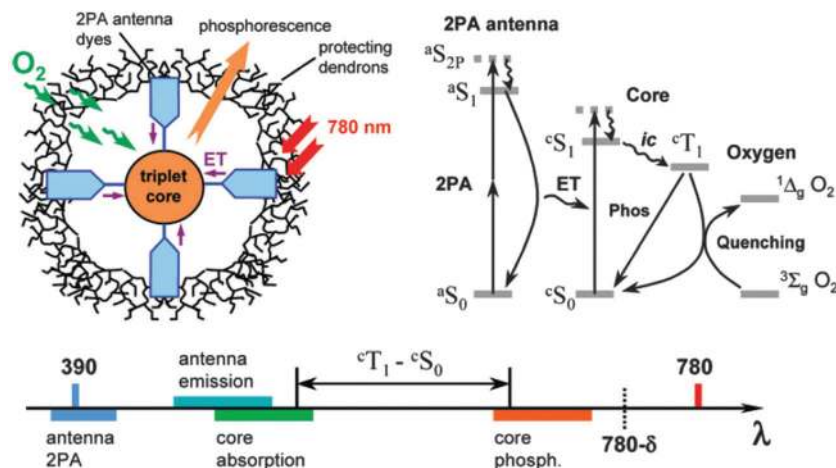 2PA antenna
dyes
phosphorescence
protecting
dendrons
O2
780 nm
ET
triplet
core
2PA antenna
aS2P
aS1
2PA
aS0
ET
Core
cS1
ic
cT1
Phos
cS0
Oxygen
1Δg O2
Quenching
3Σg O2
390
antenna
emission
cT1 - cS0
780
antenna
2PA
core
absorption
core
phosph.
780-δ
λ